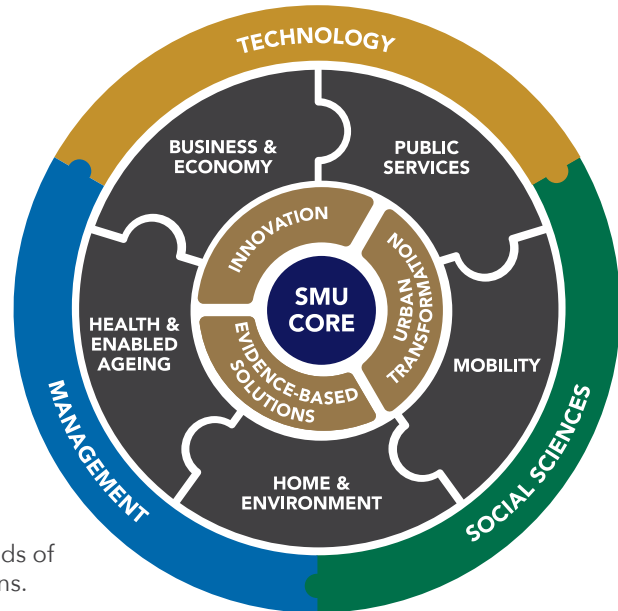 TECHNOLOGY
BUSINESS &
ECONOMY
PUBLIC
SERVICES
INNOVATION
URBAN
TRANSFORMATION
SMU
CORE
HEALTH &
ENABLED
AGEING
MOBILITY
EVIDENCE-BASED
SOLUTIONS
HOME &
ENVIRONMENT
MANAGEMENT
SOCIAL SCIENCES
ds of
ns.